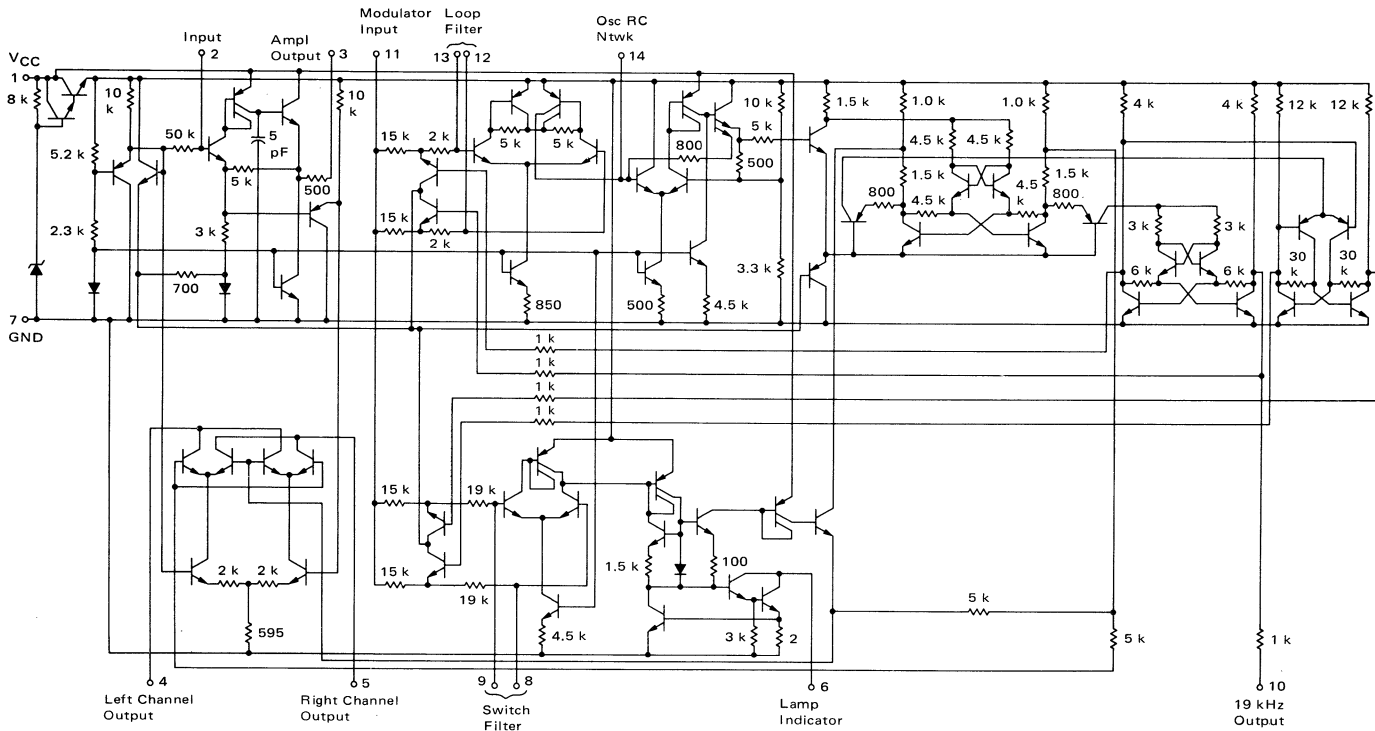 Modulator
Input
Loop
Filter
Osc RC
Ntwk
Input
Ampl
Output
VCC
1
2
3
11
13
12
14
8 k
10
k
10
k
50 k
5
pF
5.2 k
5 k
500
2.3 k
3 k
700
7
GND
15 k
2 k
15 k
2 k
5 k
5 k
850
800
500
500
4.5 k
10 k
5 k
3.3 k
1.5 k
1.0 k
1.0 k
4.5 k
4.5 k
1.5 k
1.5 k
800
4.5 k
4.5
k
800
4 k
4 k
12 k
12 k
3 k
3 k
6 k
6 k
30
k
30
k
1 k
1 k
1 k
1 k
15 k
19 k
15 k
19 k
4.5 k
1.5 k
100
3 k
2
2 k
2 k
595
5 k
5 k
1 k
4
Left Channel
Output
5
Right Channel
Output
9
8
Switch
Filter
6
Lamp
Indicator
10
19 kHz
Output